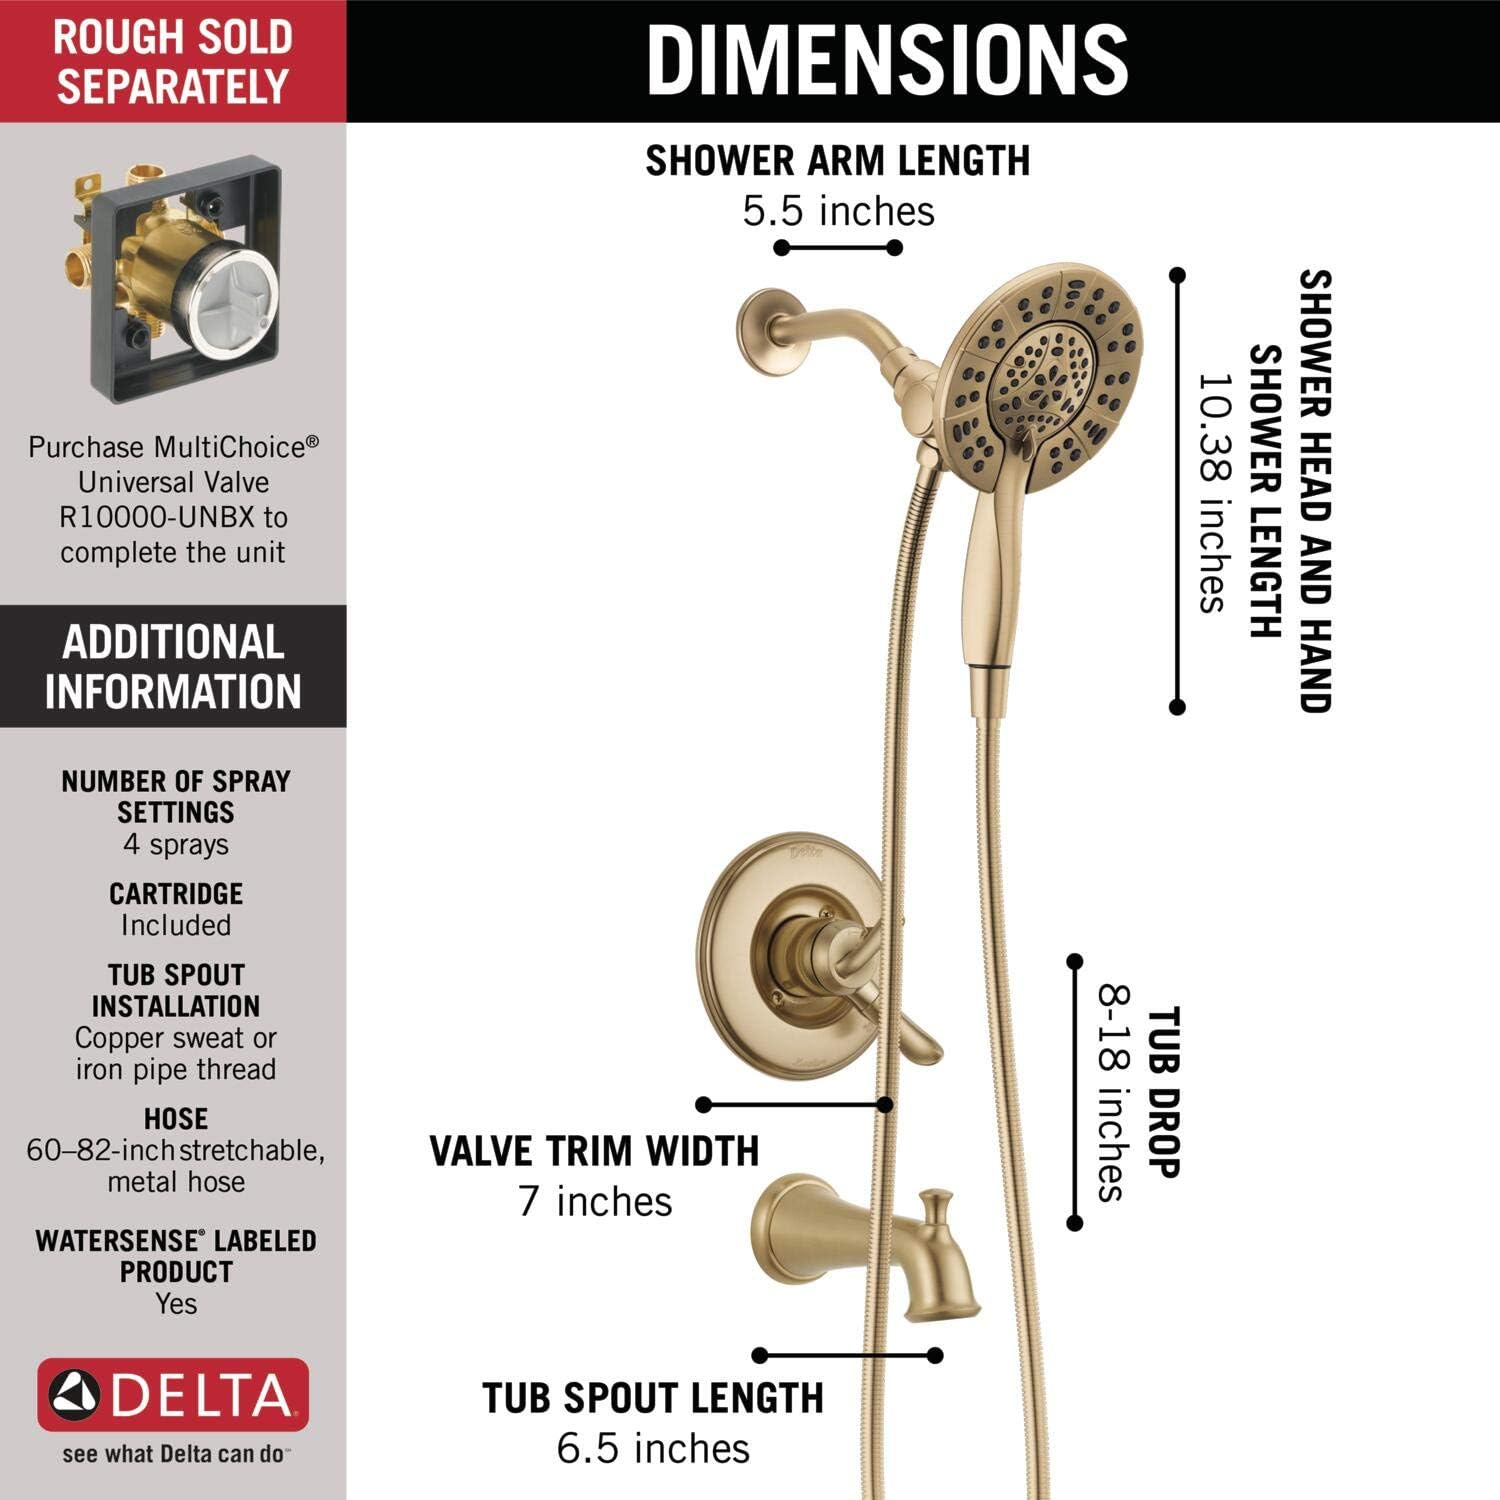 ROUGH SOLD
SEPARATELY
Purchase MultiChoice®
Universal Valve
R10000-UNBX to
complete the unit
ADDITIONAL
INFORMATION
NUMBER OF SPRAY
SETTINGS
4 sprays
CARTRIDGE
Included
TUB SPOUT
INSTALLATION
Copper sweat or
iron pipe thread
HOSE
60–82-inch stretchable,
metal hose
WATERSENSE® LABELED
PRODUCT
Yes
DELTA
see what Delta can do℠
DIMENSIONS
SHOWER ARM LENGTH
5.5 inches
SHOWER HEAD AND HAND
SHOWER LENGTH
10.38 inches
Delta
TUB DROP
8-18 inches
VALVE TRIM WIDTH
7 inches
TUB SPOUT LENGTH
6.5 inches